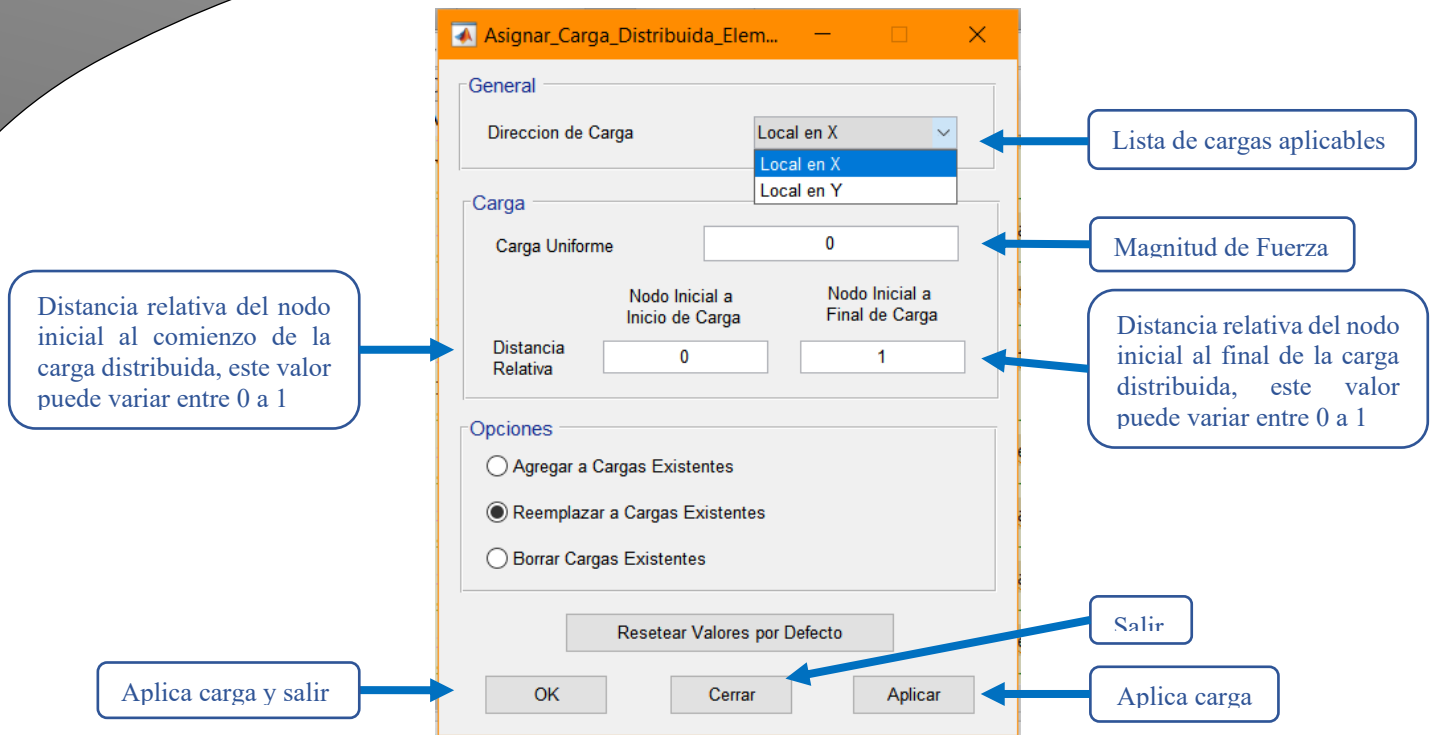 Asignar_Carga_Distribuida_Elem...
General
Direccion de Carga
Local en X
Local en X
Local en Y
Lista de cargas aplicables
Carga
Carga Uniforme
0
Magnitud de Fuerza
Distancia relativa del nodo
inicial al comienzo de la
carga distribuida, este valor
puede variar entre 0 a 1
Nodo Inicial a
Inicio de Carga
Nodo Inicial a
Final de Carga
Distancia
Relativa
0
1
Distancia relativa del nodo
inicial al final de la carga
distribuida, este valor
puede variar entre 0 a 1
Opciones
Agregar a Cargas Existentes
Reemplazar a Cargas Existentes
Borrar Cargas Existentes
Resetear Valores por Defecto
Salir
Aplica carga y salir
OK
Cerrar
Aplicar
Aplica carga